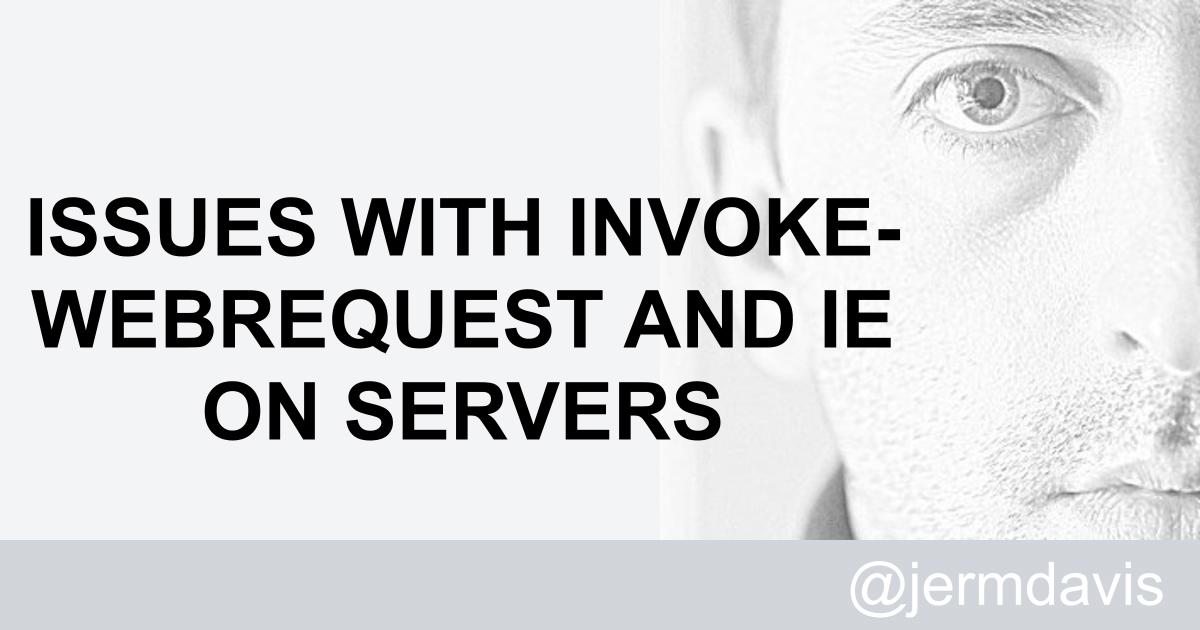 ISSUES WITH INVOKE-
WEBREQUEST AND IE
ON SERVERS
@jermdavis